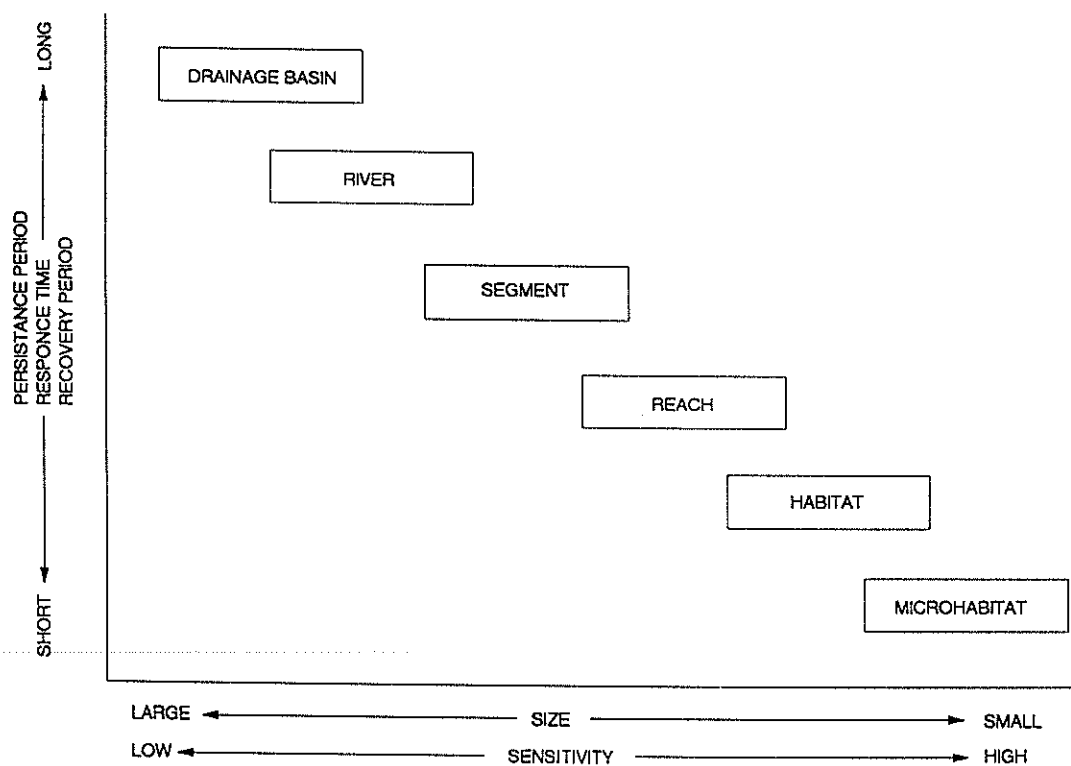 LONG
PERSISTANCE PERIOD
RESPONCE TIME
RECOVERY PERIOD
SHORT
DRAINAGE BASIN
RIVER
SEGMENT
REACH
HABITAT
MICROHABITAT
LARGE SIZE SMALL
LOW SENSITIVITY HIGH